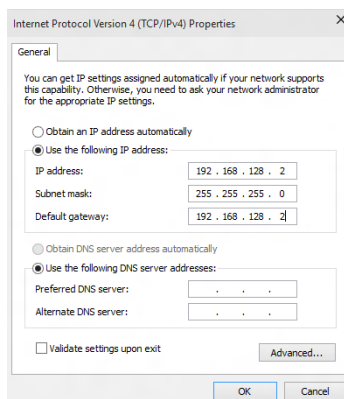 Internet Protocol Version 4 (TCP/IPv4) Properties
General
You can get IP settings assigned automatically if your network supports
this capability. Otherwise, you need to ask your network administrator
for the appropriate IP settings.
Obtain an IP address automatically
Use the following IP address:
IP address: 192 . 168 . 128 . 2
Subnet mask: 255 . 255 . 255 . 0
Default gateway: 192 . 168 . 128 . 2
Obtain DNS server address automatically
Use the following DNS server addresses:
Preferred DNS server: . . .
Alternate DNS server: . . .
Validate settings upon exit
Advanced...
OK Cancel